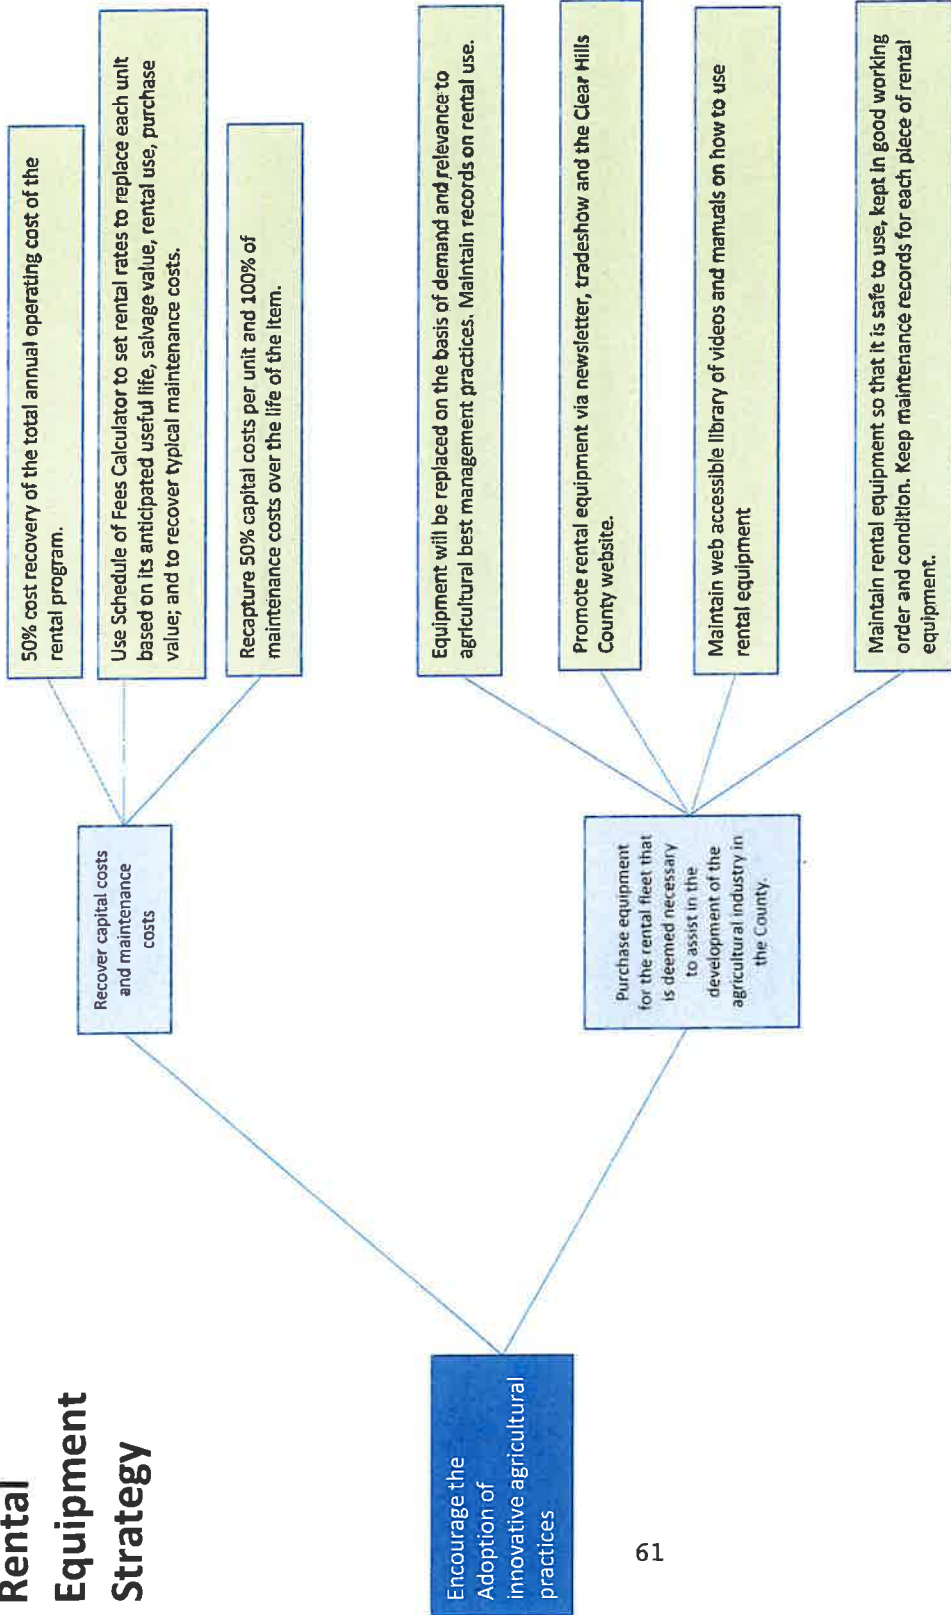 Rental
Equipment
Strategy
Encourage the
Adoption of
innovative agricultural
practices
Recover capital costs
and maintenance
costs
50% cost recovery of the total annual operating cost of the
rental program.
Use Schedule of Fees Calculator to set rental rates to replace each unit
based on its anticipated useful life, salvage value, rental use, purchase
value; and to recover typical maintenance costs.
Recapture 50% capital costs per unit and 100% of
maintenance costs over the life of the item.
Purchase equipment
for the rental fleet that
is deemed necessary
to assist in the
development of the
agricultural industry in
the County.
Equipment will be replaced on the basis of demand and relevance to
agricultural best management practices. Maintain records on rental use.
Promote rental equipment via newsletter, tradeshow and the Clear Hills
County website.
Maintain web accessible library of videos and manuals on how to use
rental equipment
Maintain rental equipment so that it is safe to use, kept in good working
order and condition. Keep maintenance records for each piece of rental
equipment.
61